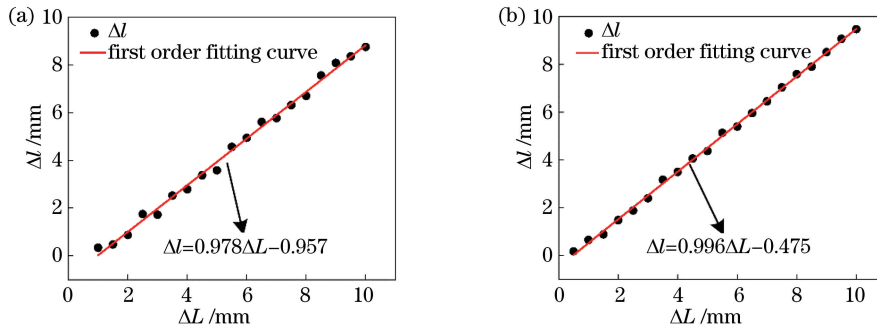 (a)
Δl
first order fitting curve
10
8
6
4
2
0
Δl /mm
Δl=0.978ΔL−0.957
0 2 4 6 8 10
ΔL /mm
(b)
Δl
first order fitting curve
10
8
6
4
2
0
Δl /mm
Δl=0.996ΔL−0.475
0 2 4 6 8 10
ΔL /mm